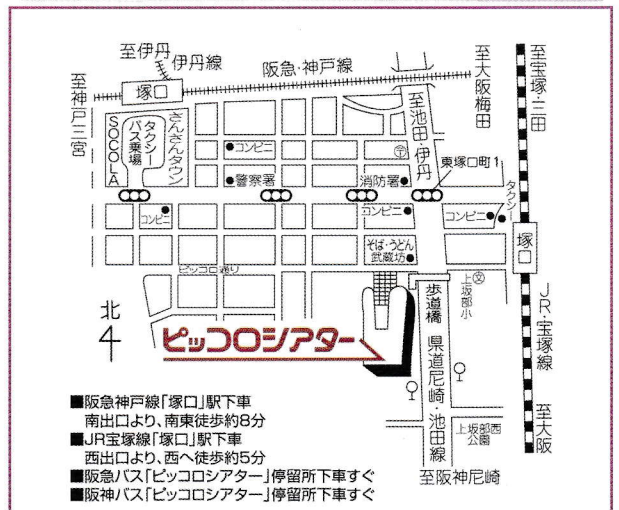 至伊丹
伊丹線
阪急・神戸線
至神戸三宮
塚口
至大阪梅田
至宝塚・三田
SOCOLA
タクシー
バス乗場
さんさんタウン
コンビニ
警察署
消防署
至池田・伊丹
東塚口町1
タクシー
コンビニ
コンビニ
コンビニ
そば・うどん
武蔵坊
塚口
ピッコロ通り
上坂部小
文
北
ピッコロシアター
歩道橋
県道尼崎・池田線
JR・宝塚線
至大阪
上坂部西
公園
至阪神尼崎
■阪急神戸線「塚口」駅下車
南出口より、南東徒歩約8分
■JR宝塚線「塚口」駅下車
西出口より、西へ徒歩約5分
■阪急バス「ピッコロシアター」停留所下車すぐ
■阪神バス「ピッコロシアター」停留所下車すぐ